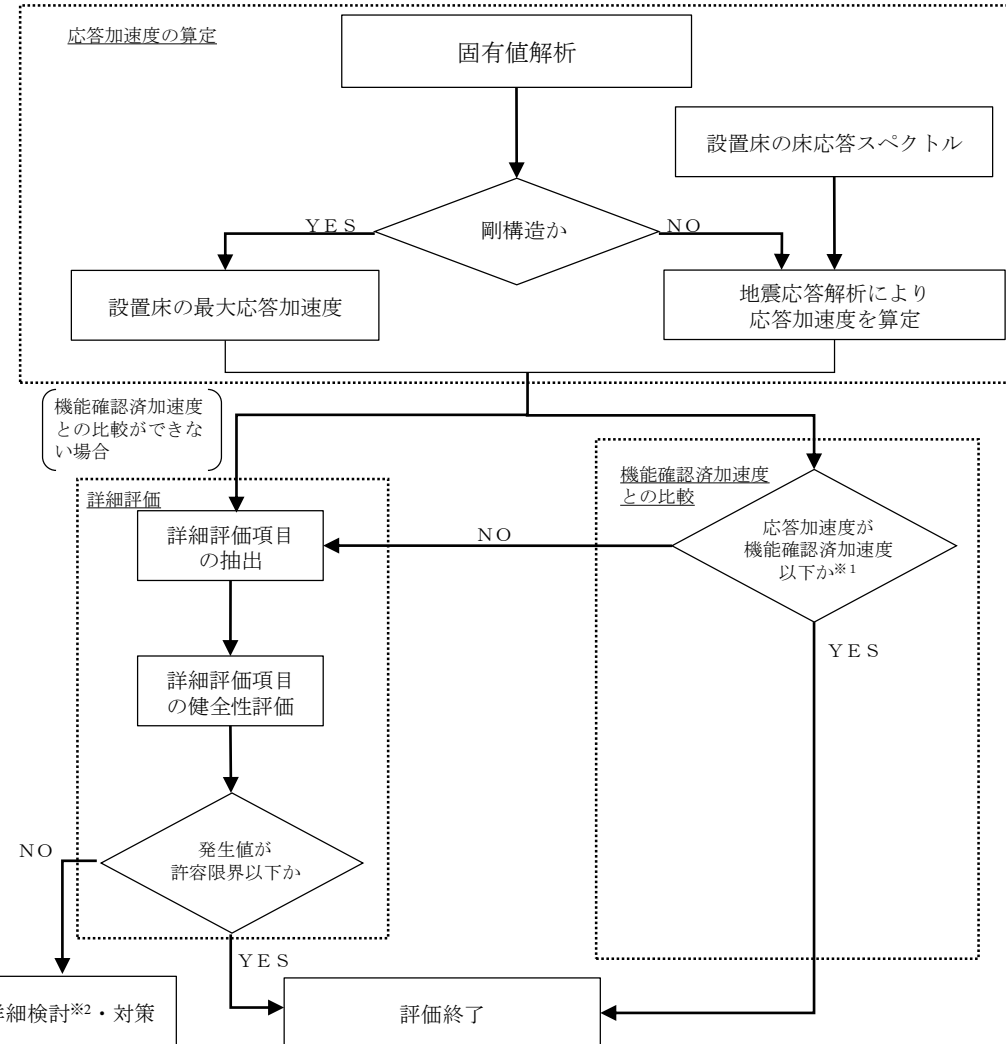 応答加速度の算定
固有値解析
設置床の床応答スペクトル
剛構造か
ＹＥＳ
ＮＯ
設置床の最大応答加速度
地震応答解析により
応答加速度を算定
機能確認済加速度
との比較ができな
い場合
機能確認済加速度
との比較
詳細評価
詳細評価項目
の抽出
ＮＯ
応答加速度が
機能確認済加速度
以下か※１
ＹＥＳ
詳細評価項目
の健全性評価
発生値が
許容限界以下か
ＮＯ
ＹＥＳ
細検討※2・対策
評価終了